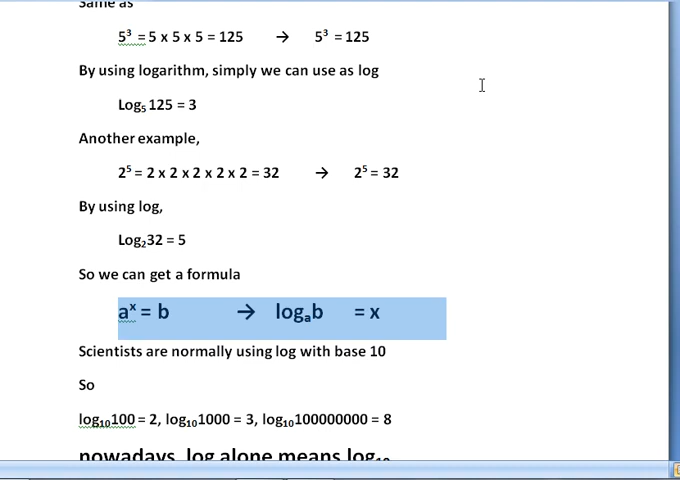 Same as
5³ = 5 x 5 x 5 = 125 → 5³ = 125
By using logarithm, simply we can use as log
Log₅ 125 = 3
Another example,
2⁵ = 2 x 2 x 2 x 2 x 2 = 32 → 2⁵ = 32
By using log,
Log₂32 = 5
So we can get a formula
aˣ = b → logₐb = x
Scientists are normally using log with base 10
So
log₁₀100 = 2, log₁₀1000 = 3, log₁₀100000000 = 8
nowadays, log alone means log₁₀